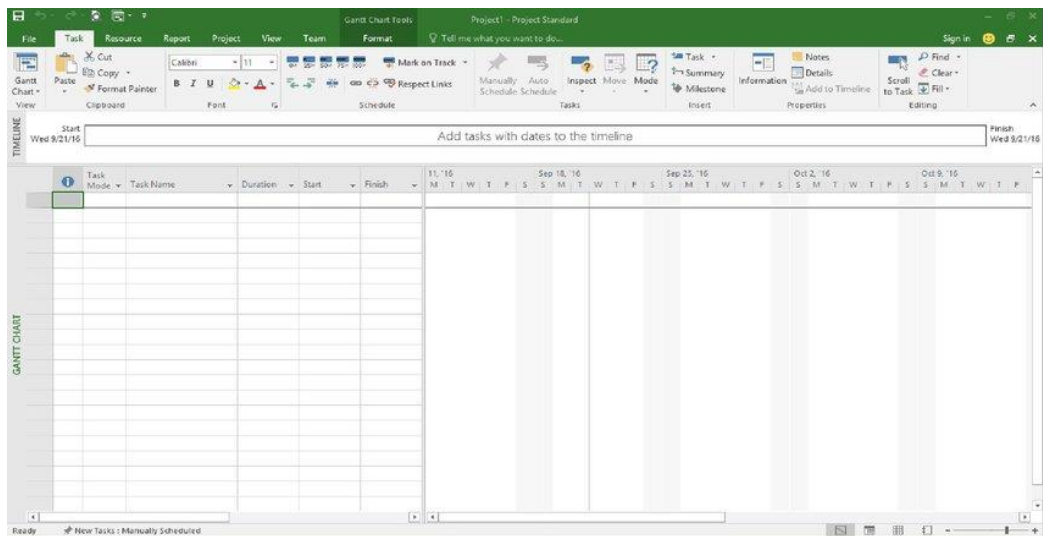 Gantt Chart Tools
Project1 - Project Standard
File Task Resource Report Project View Team Format Tell me what you want to do... Sign in
Gantt Chart
View
Paste
Cut
Copy
Format Painter
Clipboard
Calibri 11
B I U A
Font
Mark on Track
Respect Links
Schedule
Manually Schedule
Auto Schedule
Inspect
Move
Mode
Tasks
Task
Summary
Milestone
Insert
Information
Notes
Details
Add to Timeline
Properties
Scroll to Task
Find
Clear
Fill
Editing
TIMELINE
Start
Wed 9/21/16
Add tasks with dates to the timeline
Finish
Wed 9/21/16
Task Mode Task Name Duration Start Finish
11, '16 Sep 18, '16 Sep 25, '16 Oct 2, '16 Oct 9, '16
M T W T F S S M T W T F S S M T W T F S S M T W T F S S M T W T F
GANTT CHART
Ready New Tasks : Manually Scheduled